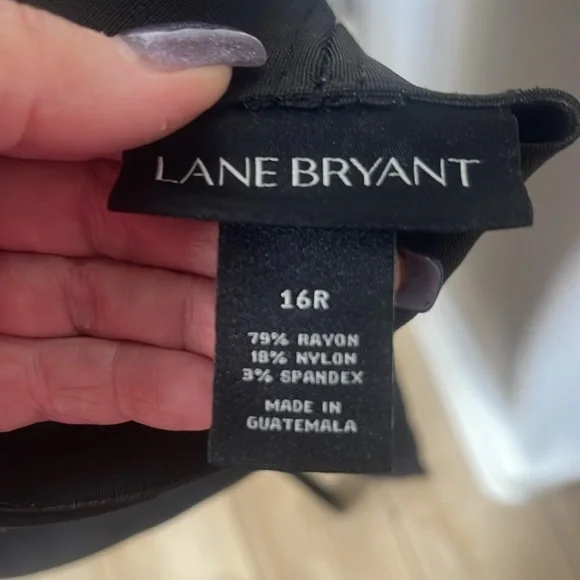 LANE BRYANT
16R
79% RAYON
18% NYLON
3% SPANDEX
MADE IN
GUATEMALA